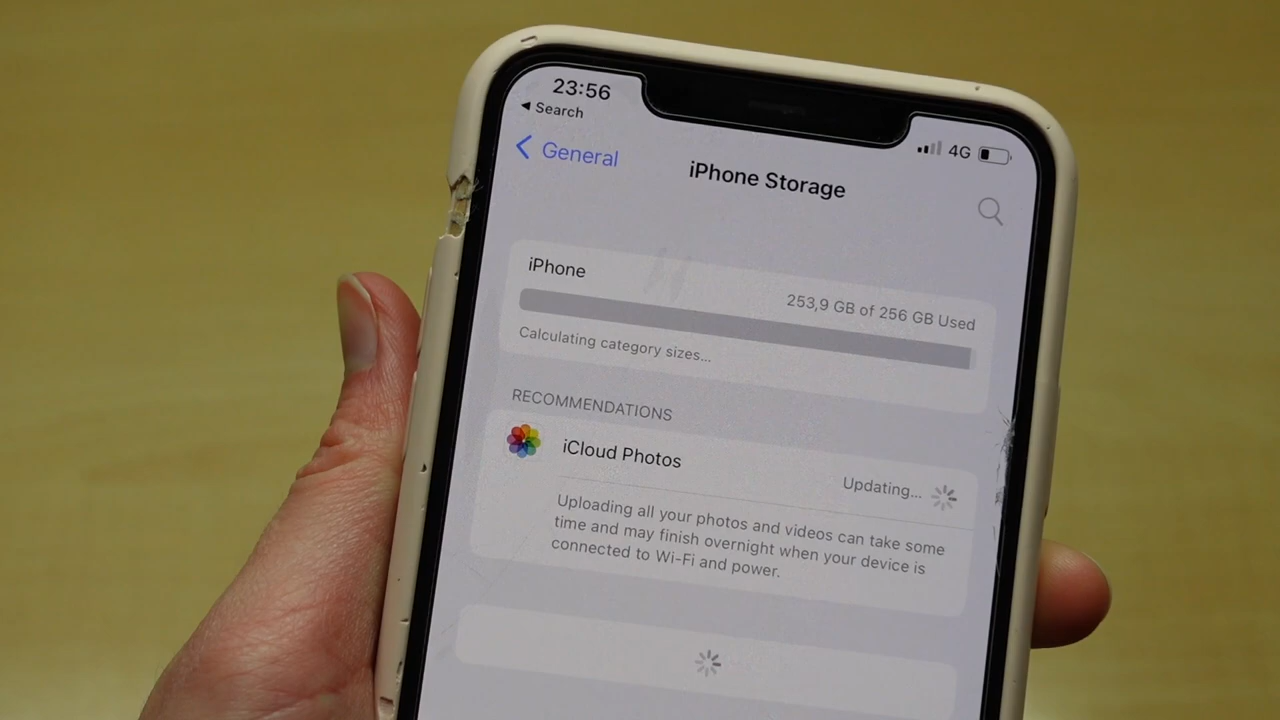 23:56
◀ Search
4G
General
iPhone Storage
iPhone
253,9 GB of 256 GB Used
Calculating category sizes...
RECOMMENDATIONS
iCloud Photos
Updating...
Uploading all your photos and videos can take some
time and may finish overnight when your device is
connected to Wi-Fi and power.